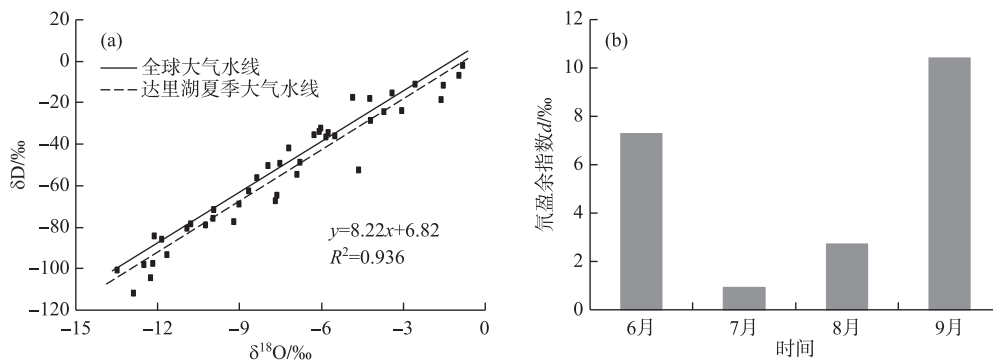 (a)
全球大气水线
达里湖夏季大气水线
y=8.22x+6.82
R²=0.936
δD/‰
20
0
−20
−40
−60
−80
−100
−120
−15
−12
−9
−6
−3
0
δ¹⁸O/‰
(b)
氘盈余指数d/‰
12
10
8
6
4
2
0
6月
7月
8月
9月
时间